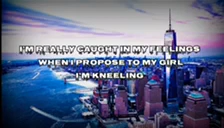 I'M REALLY CAUGHT IN MY FEELINGS
WHEN I PROPOSE TO MY GIRL
I'M KNEELING